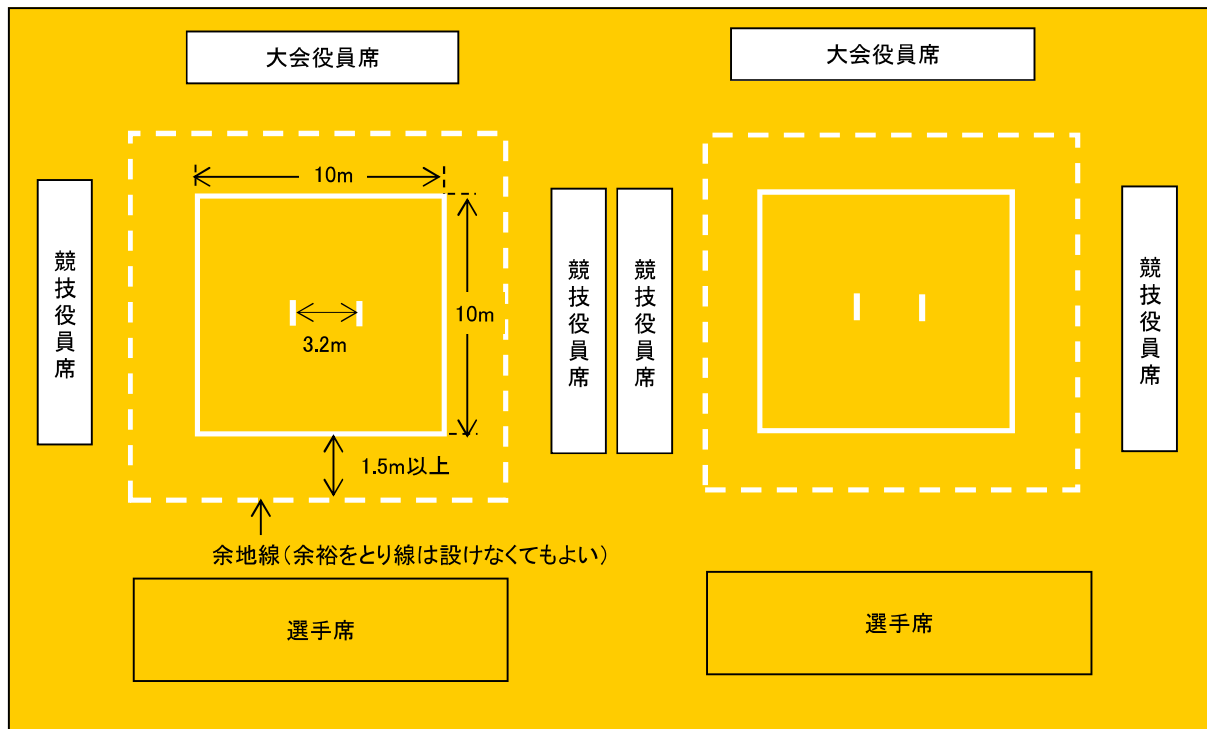 大会役員席
大会役員席
10m
競技役員席
10m
3.2m
競技役員席
競技役員席
競技役員席
1.5m以上
余地線(余裕をとり線は設けなくてもよい)
選手席
選手席